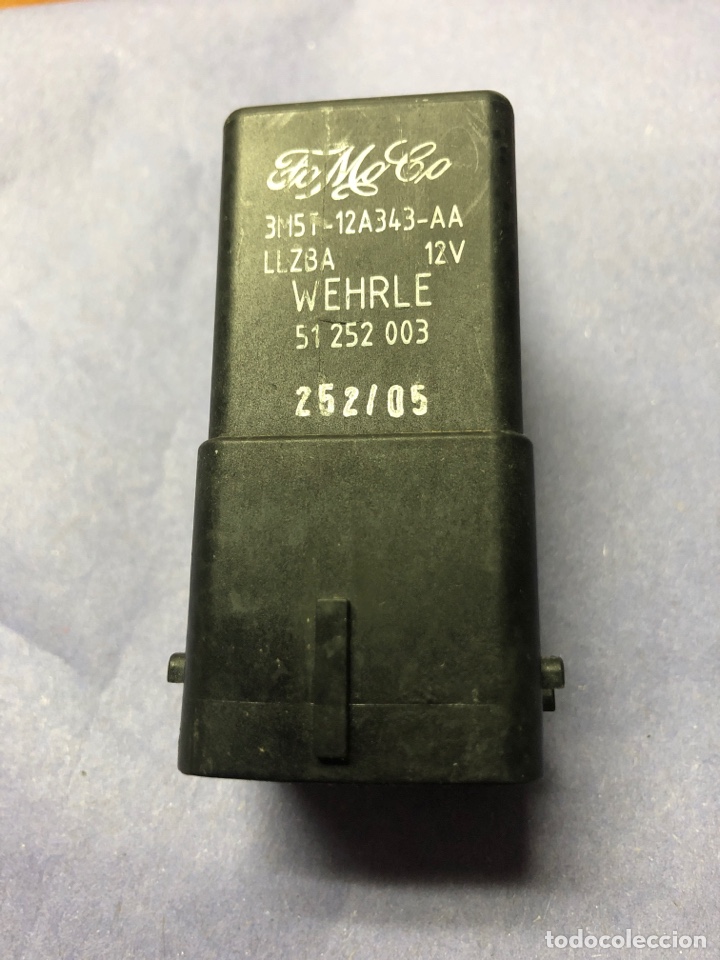 FoMoCo
3M5T-12A343-AA
LLZBA 12V
WEHRLE
51 252 003
252/05
todocoleccion